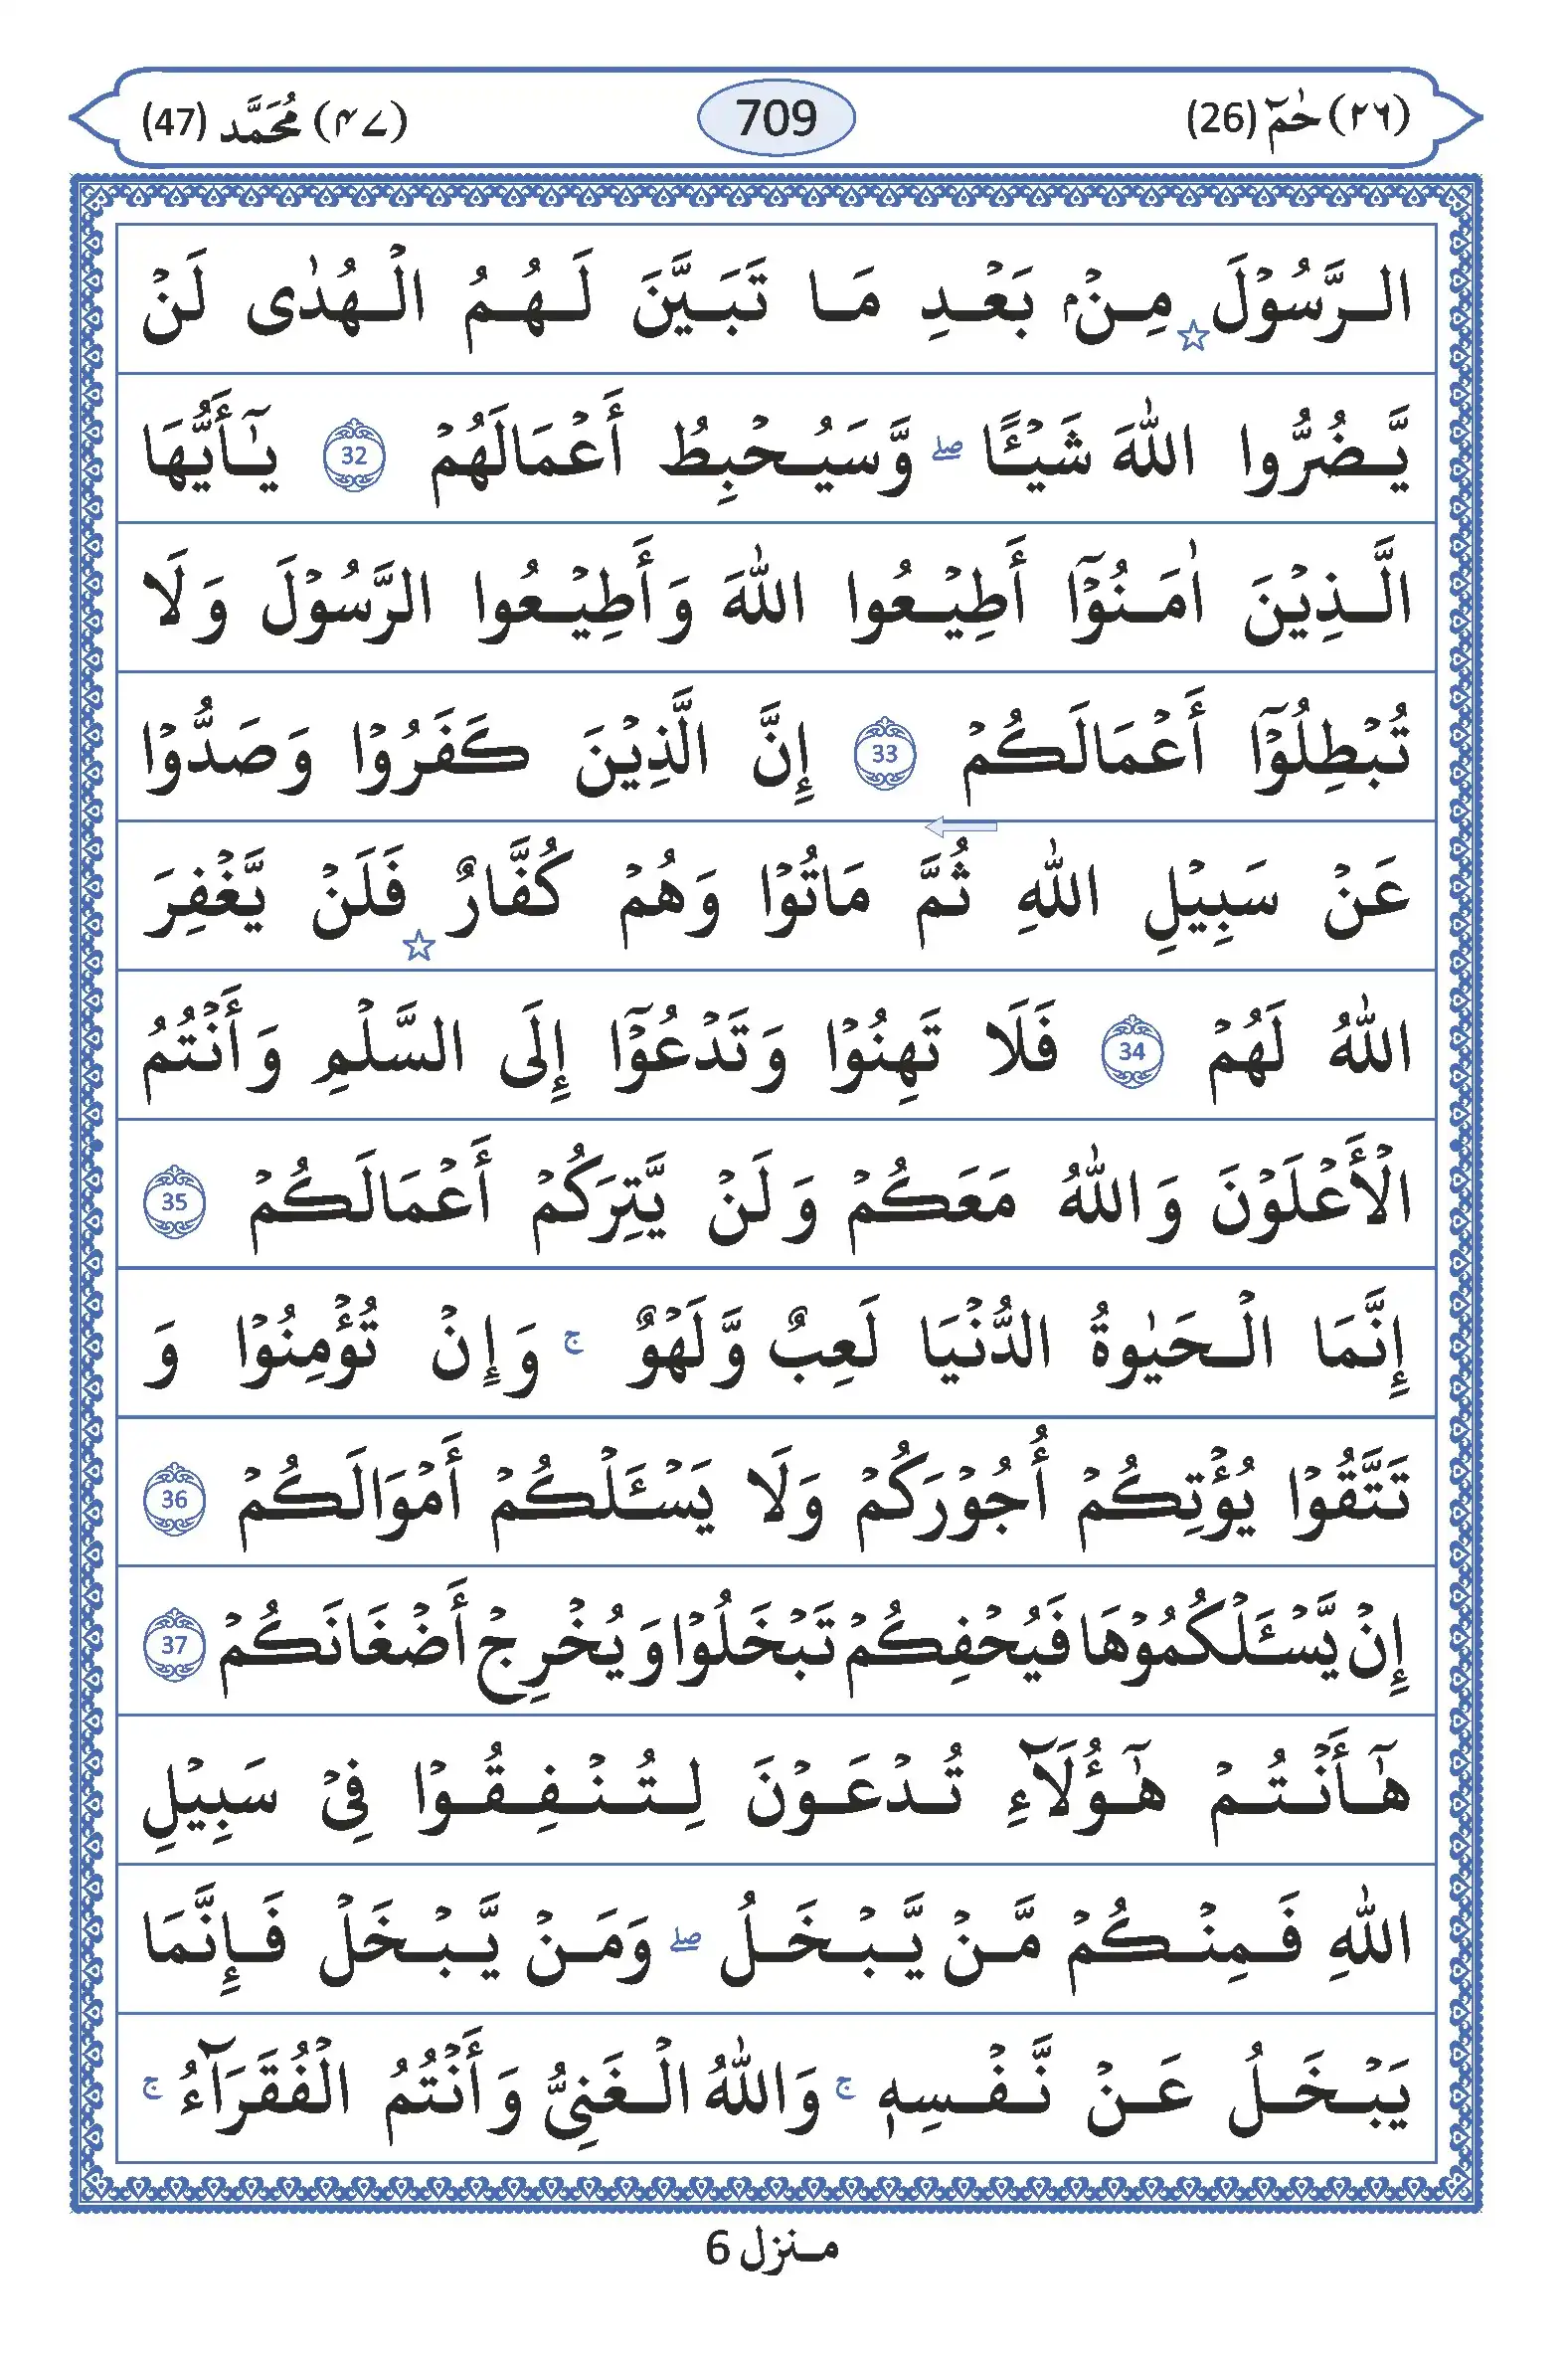 (٢٦) حٰمٓ (26) 709 (٤٧) مُحَمَّد (47)
الرَّسُوْلَ مِنْۢ بَعْدِ مَا تَبَيَّنَ لَهُمُ الْهُدٰى لَنْ
يَّضُرُّوا اللّٰهَ شَيْـًٔا ۖ وَّسَيُحْبِطُ أَعْمَالَهُمْ 32 يٰٓأَيُّهَا
الَّذِيْنَ اٰمَنُوْٓا أَطِيْعُوا اللّٰهَ وَأَطِيْعُوا الرَّسُوْلَ وَلَا
تُبْطِلُوْٓا أَعْمَالَكُمْ 33 إِنَّ الَّذِيْنَ كَفَرُوْا وَصَدُّوْا
عَنْ سَبِيْلِ اللّٰهِ ثُمَّ مَاتُوْا وَهُمْ كُفَّارٌ فَلَنْ يَّغْفِرَ
اللّٰهُ لَهُمْ 34 فَلَا تَهِنُوْا وَتَدْعُوْٓا إِلَى السَّلْمِ وَأَنْتُمُ
الْأَعْلَوْنَ وَاللّٰهُ مَعَكُمْ وَلَنْ يَّتِرَكُمْ أَعْمَالَكُمْ 35
إِنَّمَا الْحَيٰوةُ الدُّنْيَا لَعِبٌ وَّلَهْوٌ ۚ وَإِنْ تُؤْمِنُوْا وَ
تَتَّقُوْا يُؤْتِكُمْ أُجُوْرَكُمْ وَلَا يَسْـَٔلْكُمْ أَمْوَالَكُمْ 36
إِنْ يَّسْـَٔلْكُمُوْهَا فَيُحْفِكُمْ تَبْخَلُوْا وَيُخْرِجْ أَضْغَانَكُمْ 37
هٰٓأَنْتُمْ هٰٓؤُلَآءِ تُدْعَوْنَ لِتُنْفِقُوْا فِيْ سَبِيْلِ
اللّٰهِ فَمِنْكُمْ مَّنْ يَّبْخَلُ ۖ وَمَنْ يَّبْخَلْ فَإِنَّمَا
يَبْخَلُ عَنْ نَّفْسِهٖ ۚ وَاللّٰهُ الْغَنِيُّ وَأَنْتُمُ الْفُقَرَآءُ ۚ
منزل 6